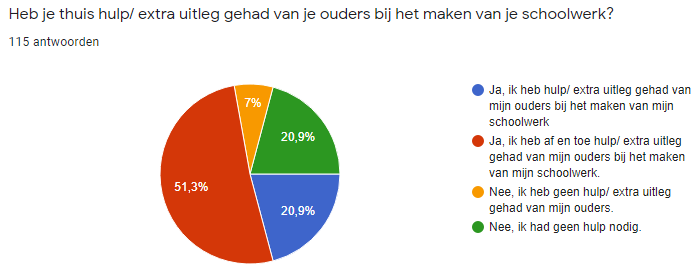 Heb je thuis hulp/ extra uitleg gehad van je ouders bij het maken van je schoolwerk?
115 antwoorden
7%
20,9%
51,3%
20,9%
Ja, ik heb hulp/ extra uitleg gehad van
mijn ouders bij het maken van mijn
schoolwerk
Ja, ik heb af en toe hulp/ extra uitleg
gehad van mijn ouders bij het maken
van mijn schoolwerk.
Nee, ik heb geen hulp/ extra uitleg
gehad van mijn ouders.
Nee, ik had geen hulp nodig.